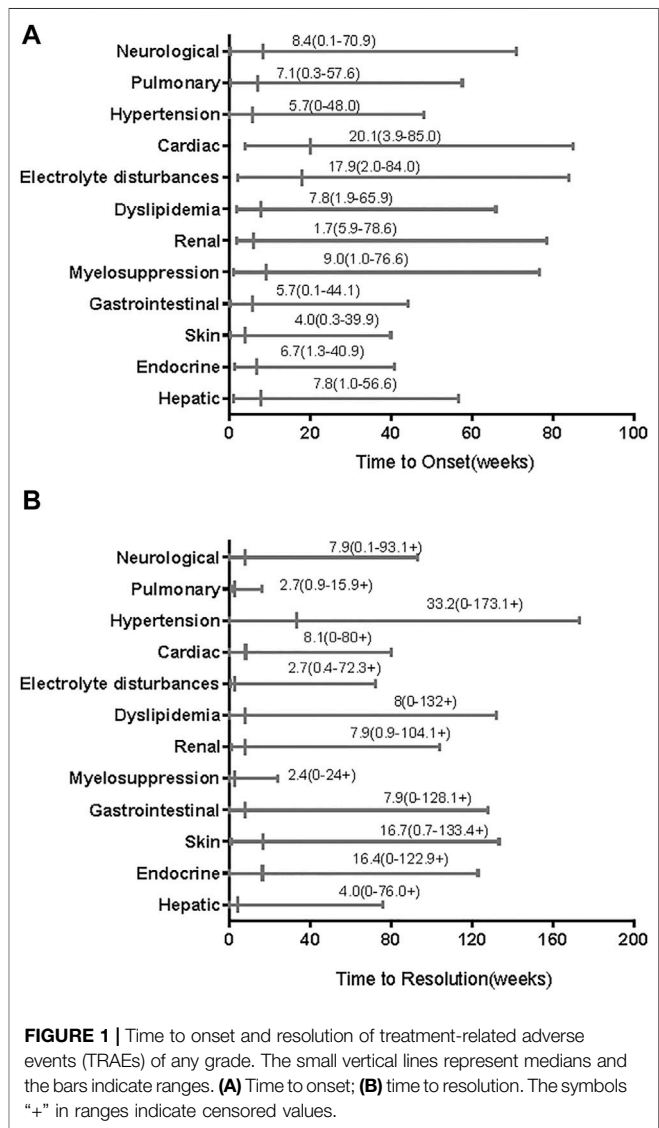 A
Neurological 8.4(0.1-70.9)
Pulmonary 7.1(0.3-57.6)
Hypertension 5.7(0-48.0)
Cardiac 20.1(3.9-85.0)
Electrolyte disturbances 17.9(2.0-84.0)
Dyslipidemia 7.8(1.9-65.9)
Renal 1.7(5.9-78.6)
Myelosuppression 9.0(1.0-76.6)
Gastrointestinal 5.7(0.1-44.1)
Skin 4.0(0.3-39.9)
Endocrine 6.7(1.3-40.9)
Hepatic 7.8(1.0-56.6)
0 20 40 60 80 100
Time to Onset(weeks)
B
Neurological 7.9(0.1-93.1+)
Pulmonary 2.7(0.9-15.9+)
Hypertension 33.2(0-173.1+)
Cardiac 8.1(0-80+)
Electrolyte disturbances 2.7(0.4-72.3+)
Dyslipidemia 8(0-132+)
Renal 7.9(0.9-104.1+)
Myelosuppression 2.4(0-24+)
Gastrointestinal 7.9(0-128.1+)
Skin 16.7(0.7-133.4+)
Endocrine 16.4(0-122.9+)
Hepatic 4.0(0-76.0+)
0 40 80 120 160 200
Time to Resolution(weeks)
FIGURE 1 | Time to onset and resolution of treatment-related adverse
events (TRAEs) of any grade. The small vertical lines represent medians and
the bars indicate ranges. (A) Time to onset; (B) time to resolution. The symbols
“+” in ranges indicate censored values.